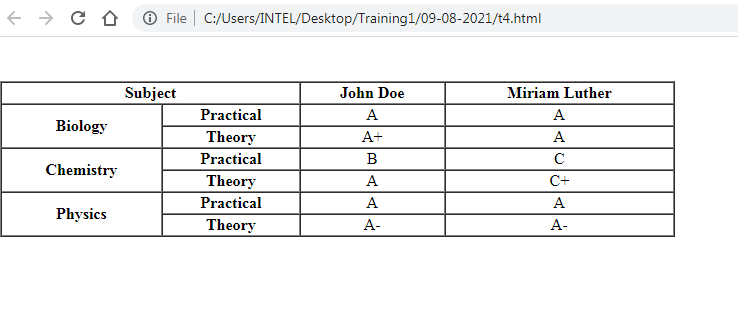 File C:/Users/INTEL/Desktop/Training1/09-08-2021/t4.html
Subject John Doe Miriam Luther
Biology Practical A A
Theory A+ A
Chemistry Practical B C
Theory A C+
Physics Practical A A
Theory A- A-